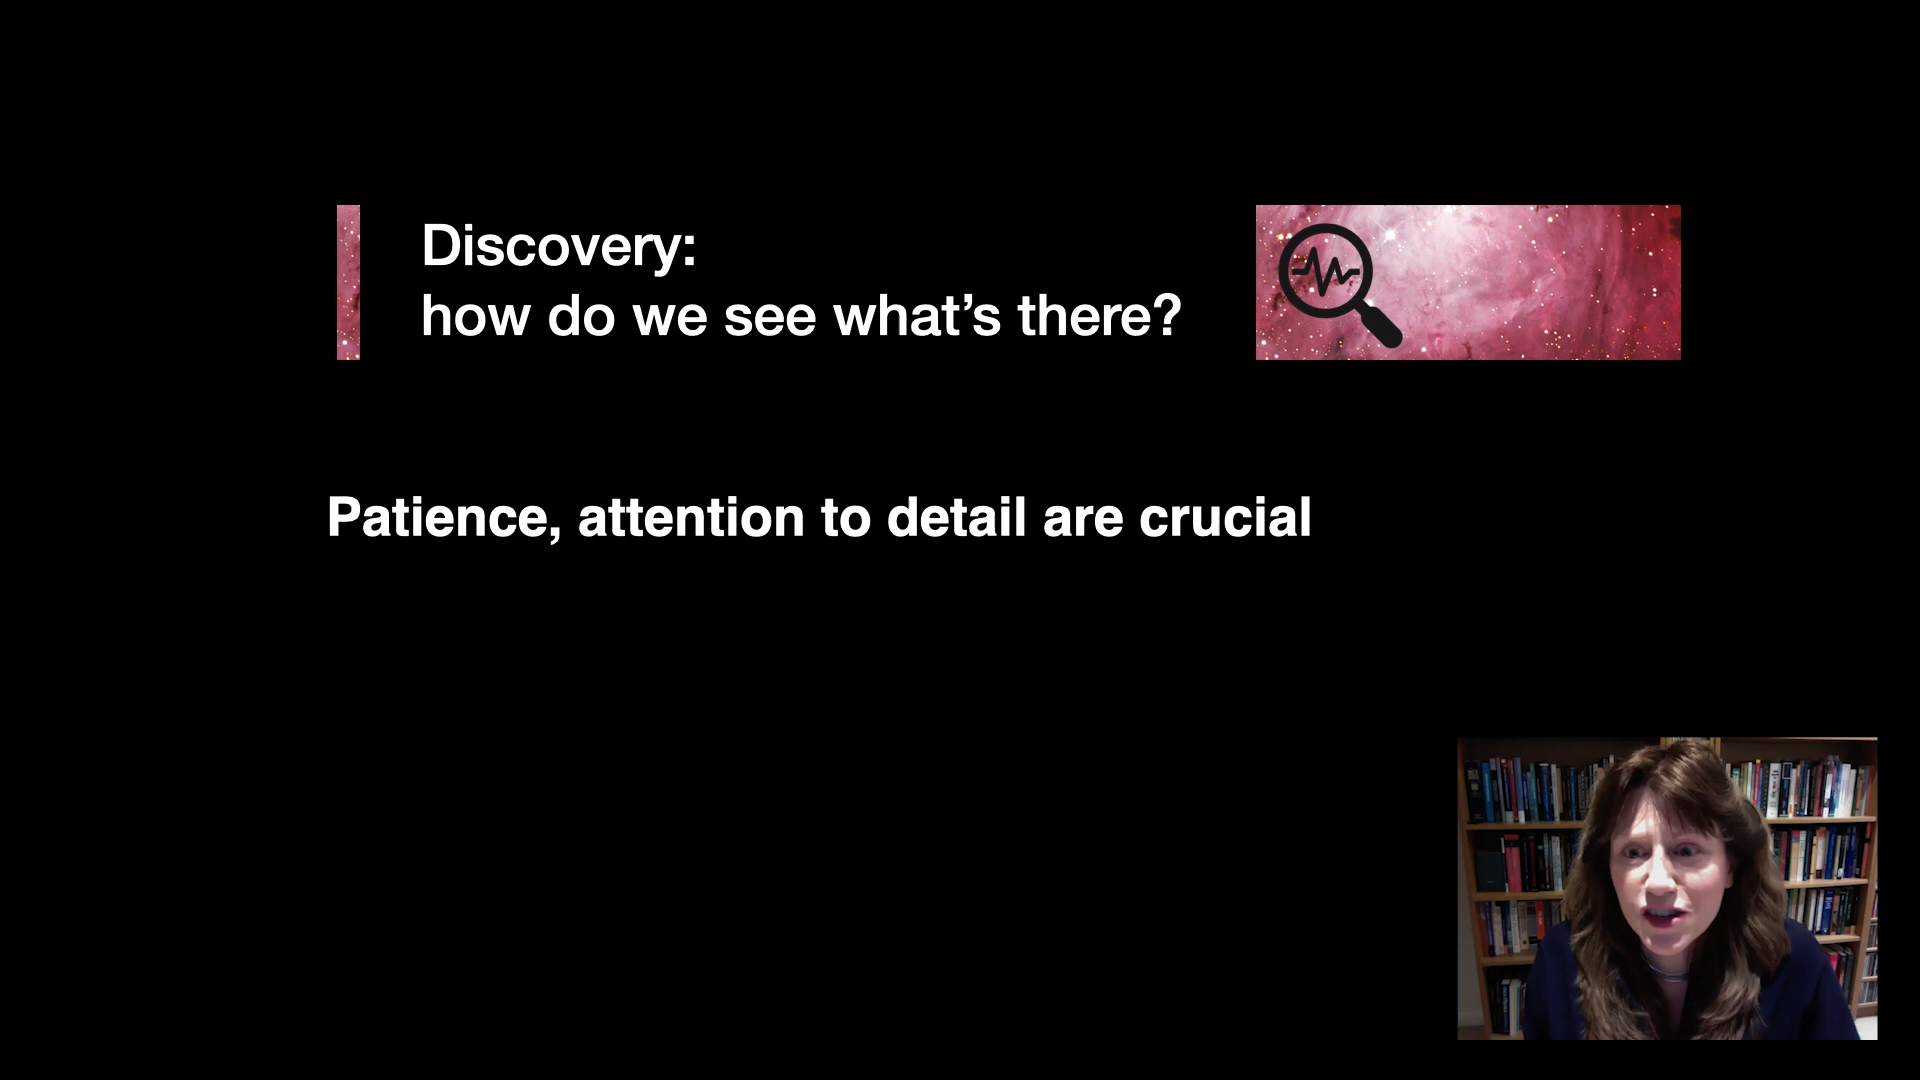 Discovery:
how do we see what’s there?
Patience, attention to detail are crucial